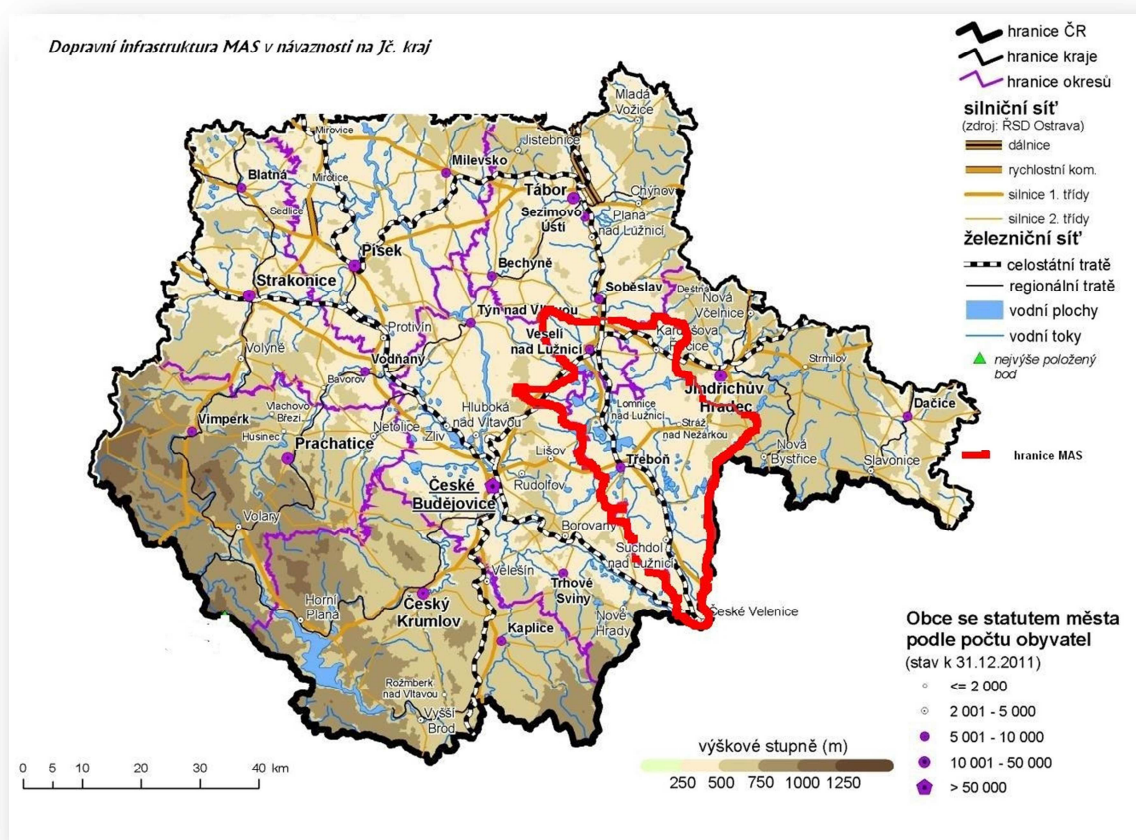 Dopravní infrastruktura MAS v návaznosti na Jč. kraj
hranice ČR
hranice kraje
hranice okresů
silniční síť
(zdroj: ŘSD Ostrava)
dálnice
rychlostní kom.
silnice 1. třídy
silnice 2. třídy
železniční síť
celostátní tratě
regionální tratě
vodní plochy
vodní toky
nejvýše položený
bod
hranice MAS
Mladá
Vožice
Mirovice
Jistebnice
Milevsko
Blatná
Mirotice
Tábor
Chýnov
Sedlice
Sezimovo
Ústí
Planá
nad Lužnicí
Písek
Bechyně
Strakonice
Soběslav
Deštná
Nová
Včelnice
Týn nad Vltavou
Protivín
Veselí
nad Lužnicí
Kardašova
Řečice
Volyně
Vodňany
Strmilov
Bavorov
Jindřichův
Hradec
Vlachovo
Březí
Hluboká
nad Vltavou
Lomnice
nad Lužnicí
Dačice
Vimperk
Husinec
Netolice
Zliv
Stráž
nad Nežárkou
Prachatice
Lišov
Třeboň
Nová
Bystřice
Slavonice
České
Budějovice
Rudolfov
Volary
Borovany
Suchdol
nad Lužnicí
Velešín
Trhové
Sviny
Horní
Planá
Český
Krumlov
Nové
Hrady
České Velenice
Kaplice
Rožmberk
nad Vltavou
Vyšší
Brod
Obce se statutem města
podle počtu obyvatel
(stav k 31.12.2011)
<= 2 000
2 001 - 5 000
5 001 - 10 000
10 001 - 50 000
> 50 000
výškové stupně (m)
250 500 750 1000 1250
0 5 10 20 30 40 km